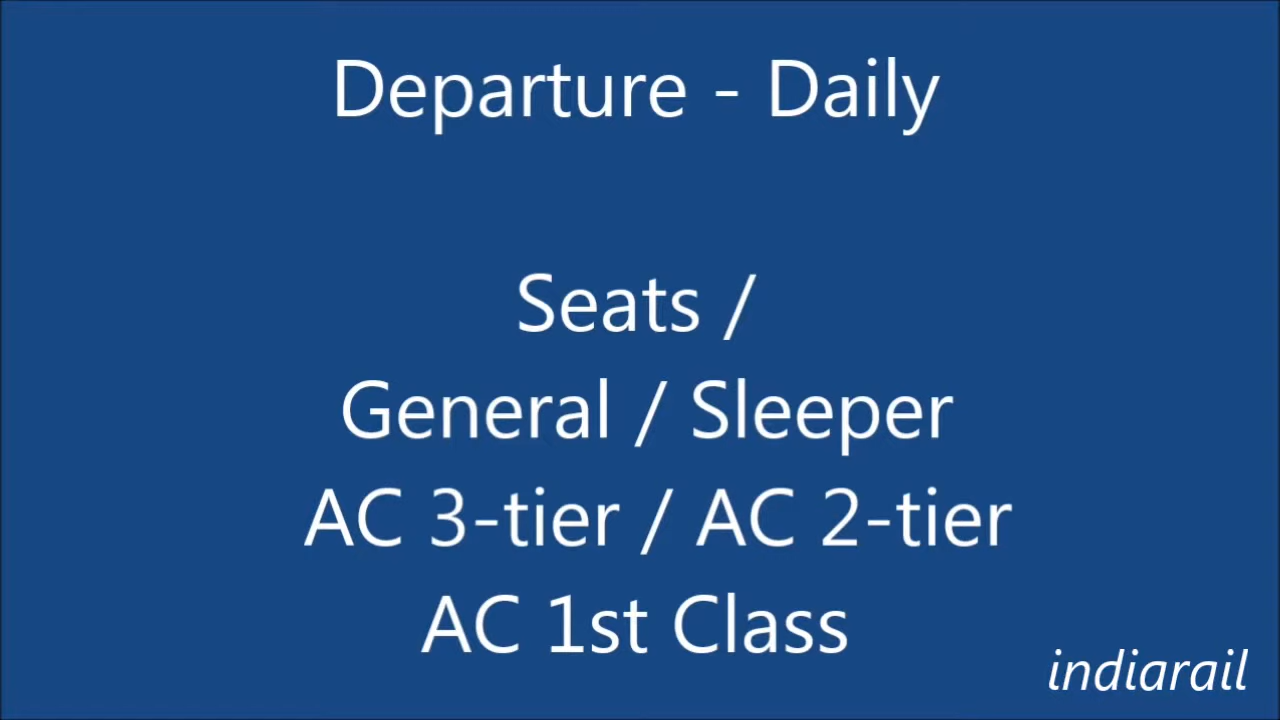 Departure - Daily
Seats /
General / Sleeper
AC 3-tier / AC 2-tier
AC 1st Class
indiarail